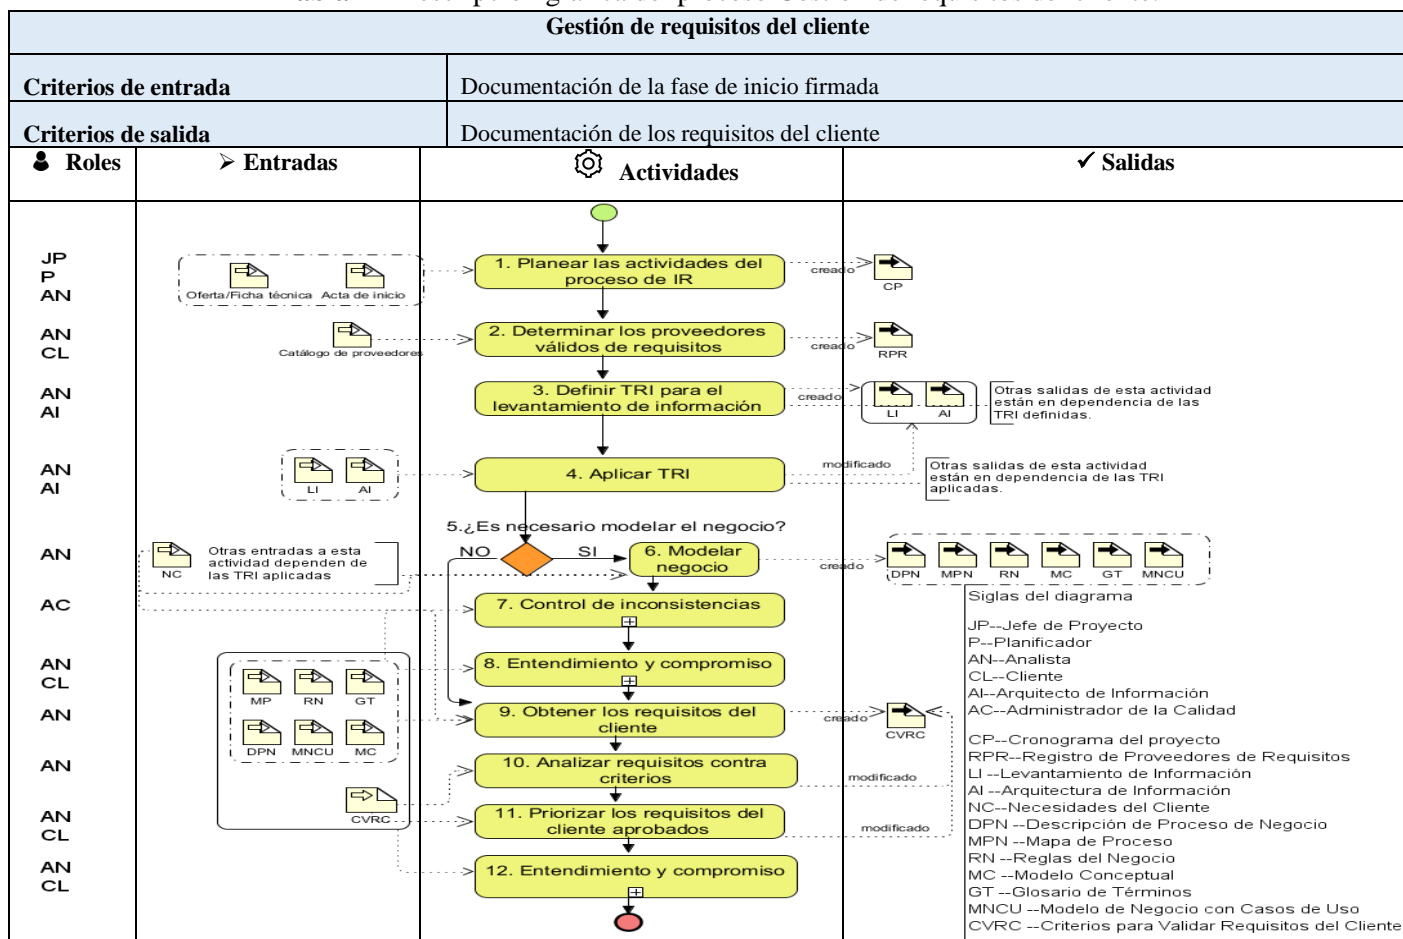 Gestión de requisitos del cliente
Criterios de entrada
Documentación de la fase de inicio firmada
Criterios de salida
Documentación de los requisitos del cliente
Roles
Entradas
Actividades
Salidas
JP
P
AN
Oferta/Ficha técnica
Acta de inicio
1. Planear las actividades del
proceso de IR
creado
CP
AN
CL
Catálogo de proveedores
2. Determinar los proveedores
válidos de requisitos
creado
RPR
AN
AI
3. Definir TRI para el
levantamiento de información
creado
LI
AI
Otras salidas de esta actividad
están en dependencia de las
TRI definidas.
AN
AI
LI
AI
4. Aplicar TRI
modificado
Otras salidas de esta actividad
están en dependencia de las TRI
aplicadas.
5.¿Es necesario modelar el negocio?
AN
NC
Otras entradas a esta
actividad dependen de
las TRI aplicadas
NO
SI
6. Modelar
negocio
creado
DPN
MPN
RN
MC
GT
MNCU
AC
7. Control de inconsistencias
AN
CL
8. Entendimiento y compromiso
MP
RN
GT
AN
DPN
MNCU
MC
9. Obtener los requisitos del
cliente
creado
CVRC
AN
10. Analizar requisitos contra
criterios
modificado
CVRC
AN
CL
11. Priorizar los requisitos del
cliente aprobados
modificado
AN
CL
12. Entendimiento y compromiso
Siglas del diagrama
JP--Jefe de Proyecto
P--Planificador
AN--Analista
CL--Cliente
AI--Arquitecto de Información
AC--Administrador de la Calidad
CP--Cronograma del proyecto
RPR--Registro de Proveedores de Requisitos
LI --Levantamiento de Información
AI --Arquitectura de Información
NC--Necesidades del Cliente
DPN --Descripción de Proceso de Negocio
MPN --Mapa de Proceso
RN --Reglas del Negocio
MC --Modelo Conceptual
GT --Glosario de Términos
MNCU --Modelo de Negocio con Casos de Uso
CVRC --Criterios para Validar Requisitos del Cliente